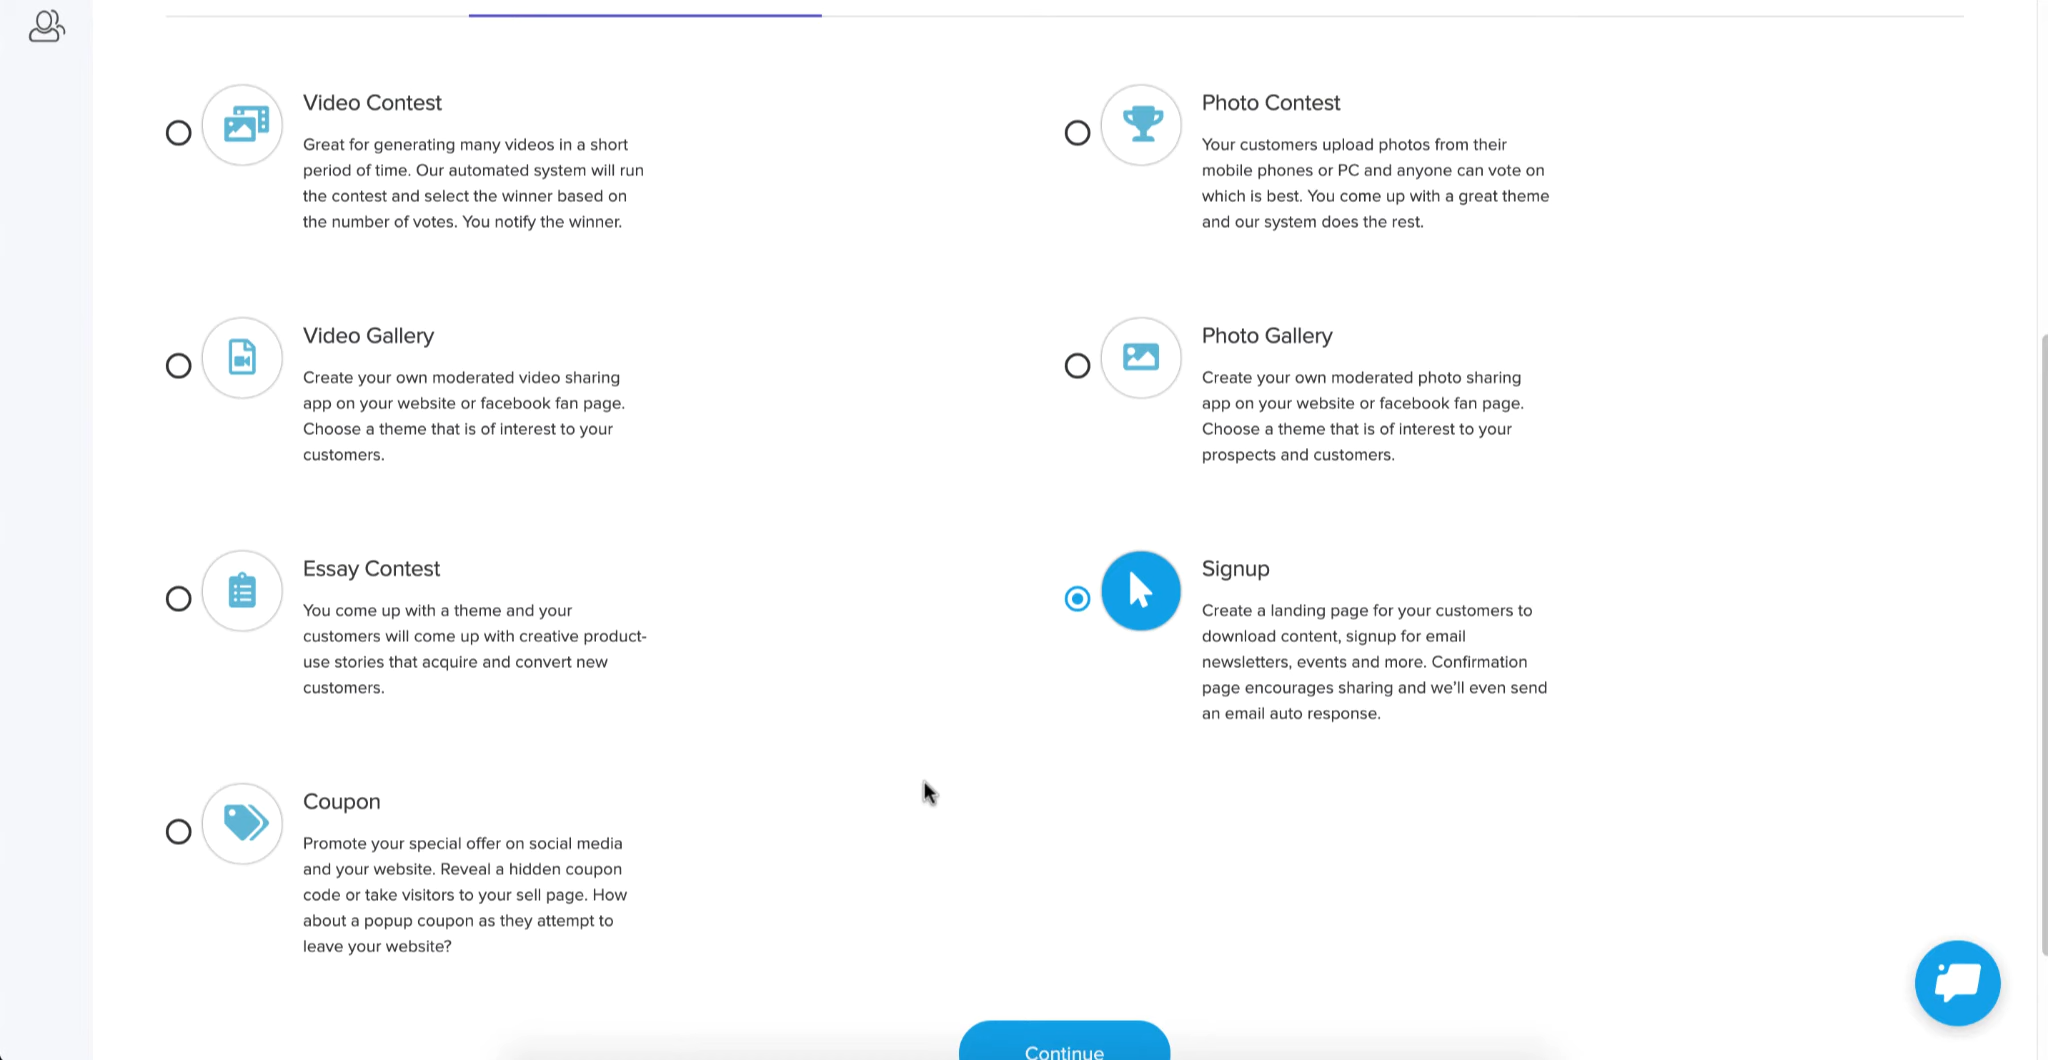 Video Contest
Great for generating many videos in a short
period of time. Our automated system will run
the contest and select the winner based on
the number of votes. You notify the winner.
Photo Contest
Your customers upload photos from their
mobile phones or PC and anyone can vote on
which is best. You come up with a great theme
and our system does the rest.
Video Gallery
Create your own moderated video sharing
app on your website or facebook fan page.
Choose a theme that is of interest to your
customers.
Photo Gallery
Create your own moderated photo sharing
app on your website or facebook fan page.
Choose a theme that is of interest to your
prospects and customers.
Essay Contest
You come up with a theme and your
customers will come up with creative product-
use stories that acquire and convert new
customers.
Signup
Create a landing page for your customers to
download content, signup for email
newsletters, events and more. Confirmation
page encourages sharing and we'll even send
an email auto response.
Coupon
Promote your special offer on social media
and your website. Reveal a hidden coupon
code or take visitors to your sell page. How
about a popup coupon as they attempt to
leave your website?
Continue